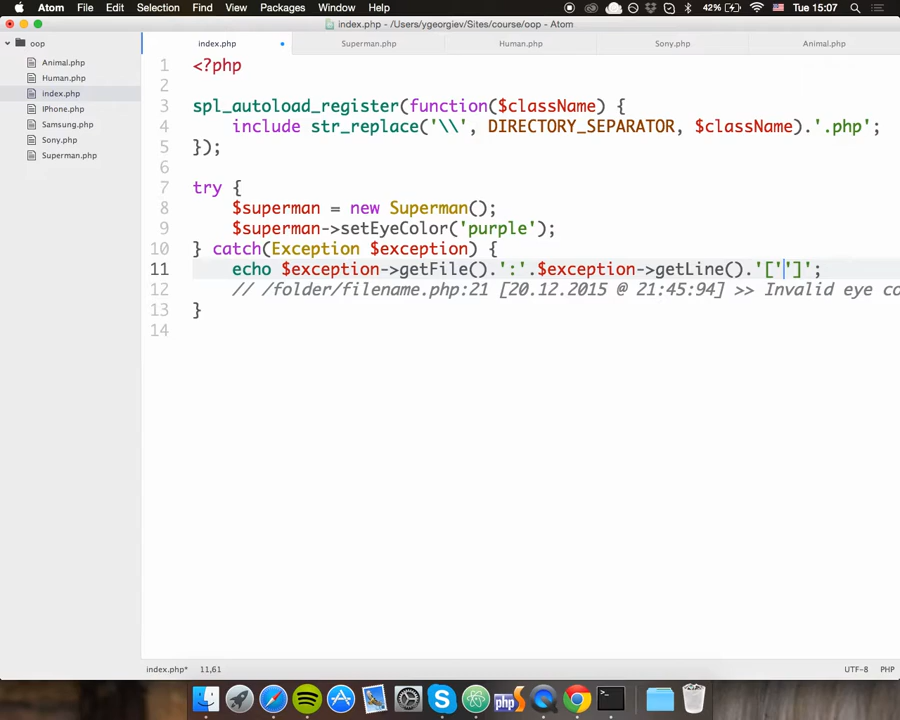 Atom File Edit Selection Find View Packages Window Help 42% Tue 15:07
index.php - /Users/ygeorgiev/Sites/course/oop - Atom
oop
Animal.php
Human.php
index.php
IPhone.php
Samsung.php
Sony.php
Superman.php
index.php Superman.php Human.php Sony.php Animal.php
1 <?php
2
3 spl_autoload_register(function($className) {
4 include str_replace('\\', DIRECTORY_SEPARATOR, $className).'.php';
5 });
6
7 try {
8 $superman = new Superman();
9 $superman->setEyeColor('purple');
10 } catch(Exception $exception) {
11 echo $exception->getFile().':'.$exception->getLine().'['']';
12 // /folder/filename.php:21 [20.12.2015 @ 21:45:94] >> Invalid eye co
13 }
14
index.php* 11,61 UTF-8 PHP
php